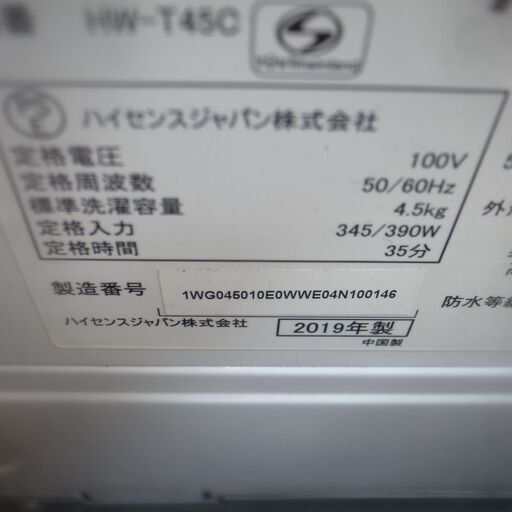 番 HW-T45C
ハイセンスジャパン株式会社
定格電圧 100V
定格周波数 50/60Hz
標準洗濯容量 4.5kg
定格入力 345/390W
定格時間 35分
製造番号 1WG045010E0WWE04N100146
ハイセンスジャパン株式会社 2019年製
中国製
外
防水等級